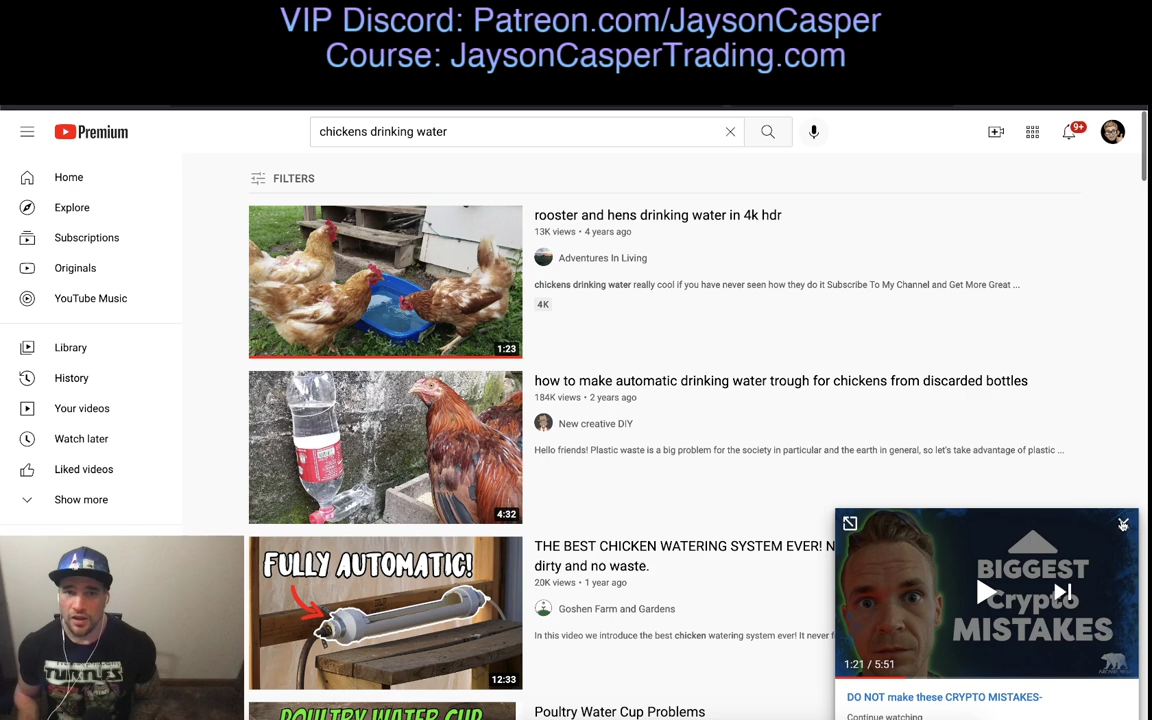 VIP Discord: Patreon.com/JaysonCasper
Course: JaysonCasperTrading.com
Premium
chickens drinking water
9+
Home
Explore
Subscriptions
Originals
YouTube Music
Library
History
Your videos
Watch later
Liked videos
Show more
FILTERS
1:23
rooster and hens drinking water in 4k hdr
13K views • 4 years ago
Adventures In Living
chickens drinking water really cool if you have never seen how they do it Subscribe To My Channel and Get More Great ...
4K
4:32
how to make automatic drinking water trough for chickens from discarded bottles
184K views • 2 years ago
New creative DIY
Hello friends! Plastic waste is a big problem for the society in particular and the earth in general, so let's take advantage of plastic ...
FULLY AUTOMATIC!
12:33
THE BEST CHICKEN WATERING SYSTEM EVER! N
dirty and no waste.
20K views • 1 year ago
Goshen Farm and Gardens
In this video we introduce the best chicken watering system ever! It never f
BIGGEST
Crypto
MISTAKES
1:21 / 5:51
DO NOT make these CRYPTO MISTAKES-
Continue watching
TURTLES
POULTRY WATER CUP
Poultry Water Cup Problems